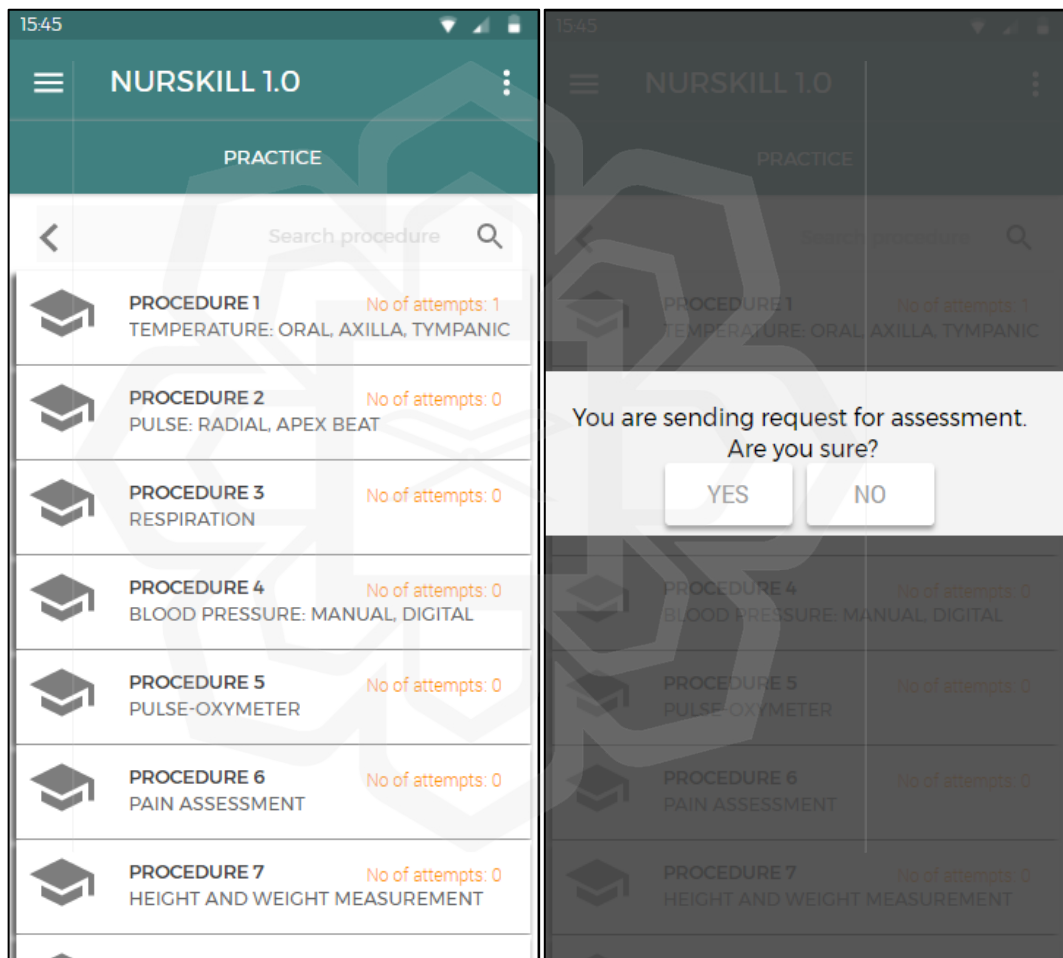 15:45
NURSKILL 1.0
PRACTICE
Search procedure
PROCEDURE 1 No of attempts: 1
TEMPERATURE: ORAL, AXILLA, TYMPANIC
PROCEDURE 2 No of attempts: 0
PULSE: RADIAL, APEX BEAT
PROCEDURE 3 No of attempts: 0
RESPIRATION
PROCEDURE 4 No of attempts: 0
BLOOD PRESSURE: MANUAL, DIGITAL
PROCEDURE 5 No of attempts: 0
PULSE-OXYMETER
PROCEDURE 6 No of attempts: 0
PAIN ASSESSMENT
PROCEDURE 7 No of attempts: 0
HEIGHT AND WEIGHT MEASUREMENT
15:45
NURSKILL 1.0
PRACTICE
Search procedure
PROCEDURE 1 No of attempts: 1
TEMPERATURE: ORAL, AXILLA, TYMPANIC
You are sending request for assessment.
Are you sure?
YES NO
PROCEDURE 4 No of attempts: 0
BLOOD PRESSURE: MANUAL, DIGITAL
PROCEDURE 5 No of attempts: 0
PULSE-OXYMETER
PROCEDURE 6 No of attempts: 0
PAIN ASSESSMENT
PROCEDURE 7 No of attempts: 0
HEIGHT AND WEIGHT MEASUREMENT